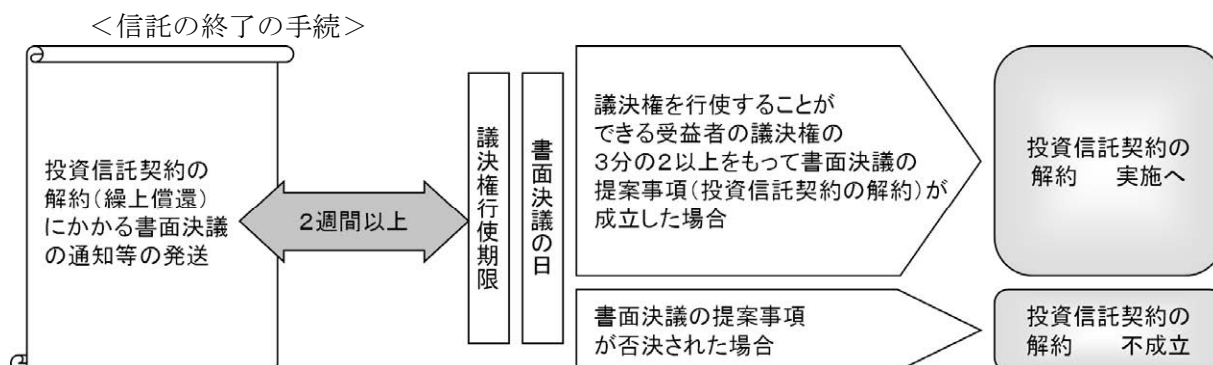 ＜信託の終了の手続＞
投資信託契約の
解約（繰上償還）
にかかる書面決議
の通知等の発送
２週間以上
議決権行使期限
書面決議の日
議決権を行使することが
できる受益者の議決権の
３分の２以上をもって書面決議の
提案事項（投資信託契約の解約）が
成立した場合
投資信託契約の
解約　　実施へ
書面決議の提案事項
が否決された場合
投資信託契約の
解約　　不成立